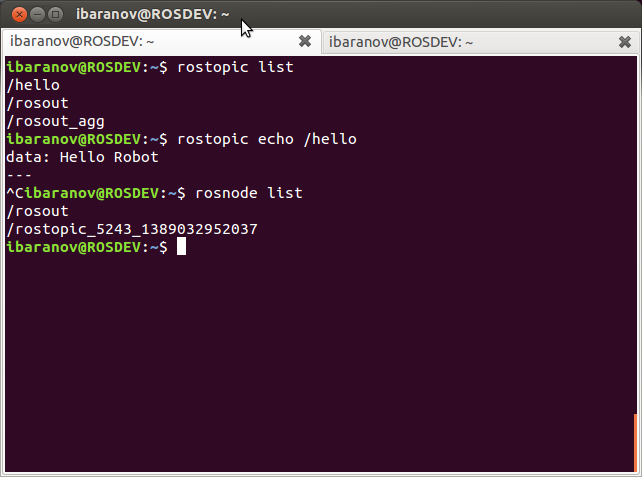 ibaranov@ROSDEV: ~
ibaranov@ROSDEV: ~
ibaranov@ROSDEV: ~
ibaranov@ROSDEV:~$ rostopic list
/hello
/rosout
/rosout_agg
ibaranov@ROSDEV:~$ rostopic echo /hello
data: Hello Robot
---
^Cibaranov@ROSDEV:~$ rosnode list
/rosout
/rostopic_5243_1389032952037
ibaranov@ROSDEV:~$